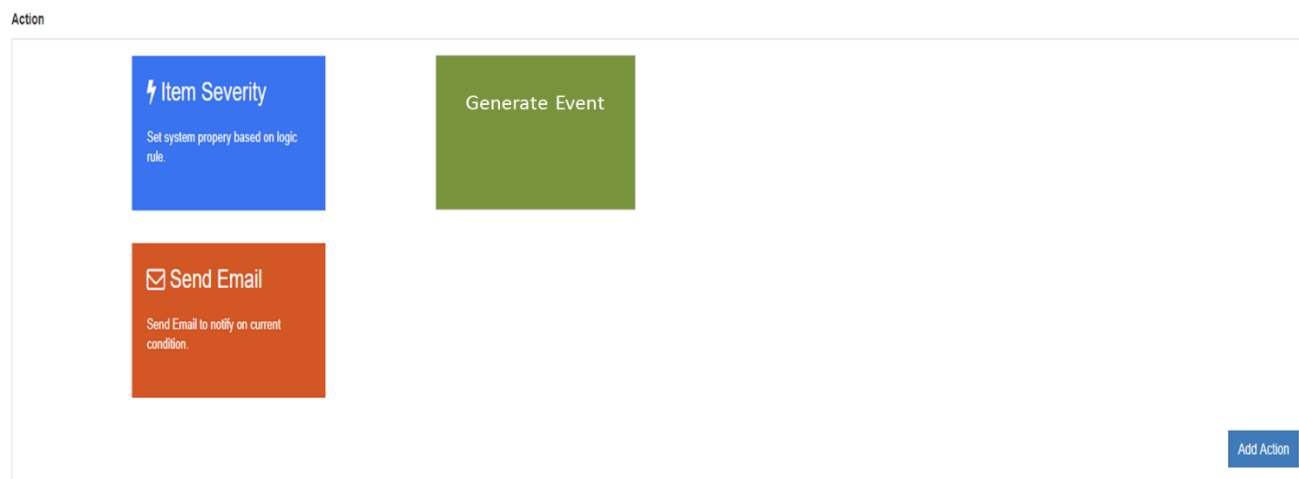 Action
Item Severity
Set system propery based on logic
rule.
Generate Event
Send Email
Send Email to notify on current
condition.
Add Action